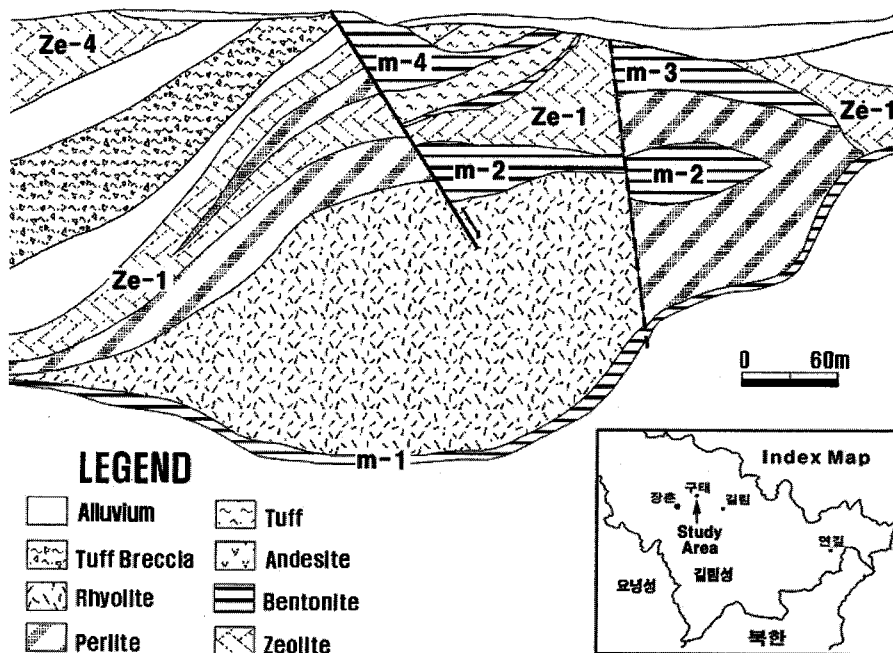 Ze-4
m-4
m-3
Ze-1
Ze-1
m-2
m-2
Ze-1
0 60m
m-1
LEGEND
Alluvium
Tuff
Tuff Breccia
Andesite
Rhyolite
Bentonite
Perlite
Zeolite
Index Map
구태
장춘
길림
Study
Area
연길
요녕성
길림성
북한